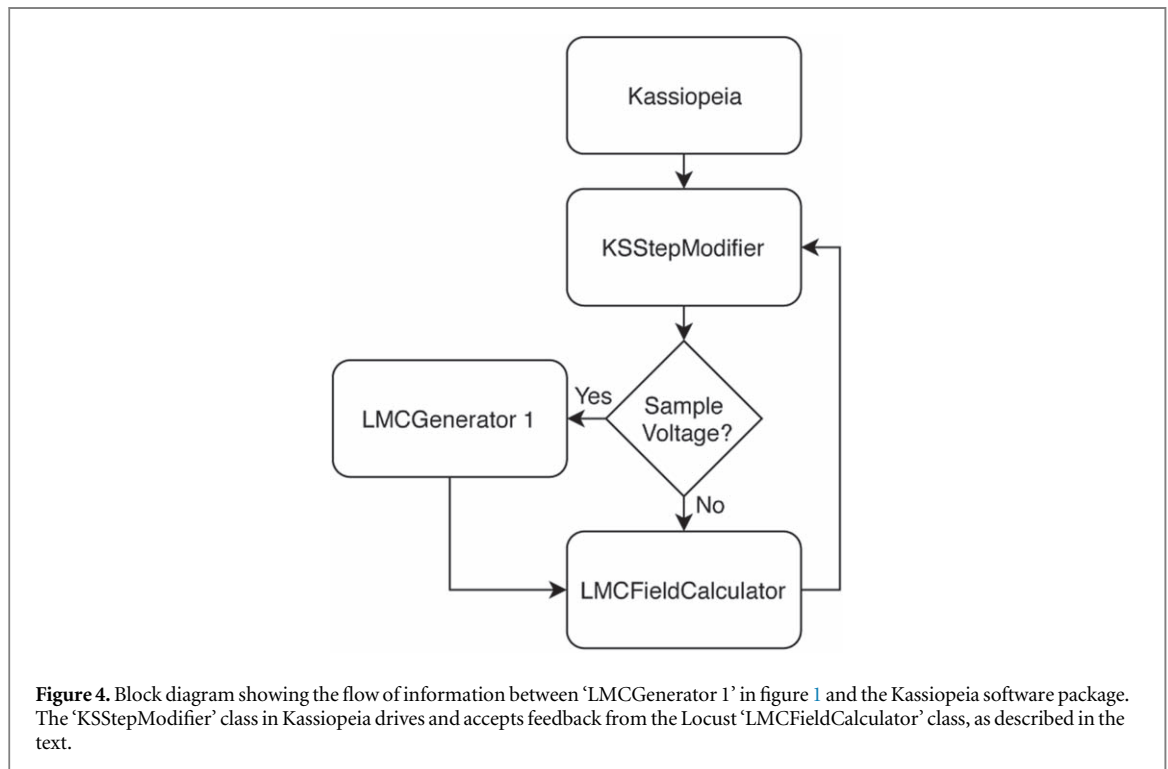 Kassiopeia
KSStepModifier
Sample
Voltage?
Yes
LMCGenerator 1
No
LMCFieldCalculator
Figure 4. Block diagram showing the flow of information between ‘LMCGenerator 1’ in figure 1 and the Kassiopeia software package.
The ‘KSStepModifier’ class in Kassiopeia drives and accepts feedback from the Locust ‘LMCFieldCalculator’ class, as described in the
text.